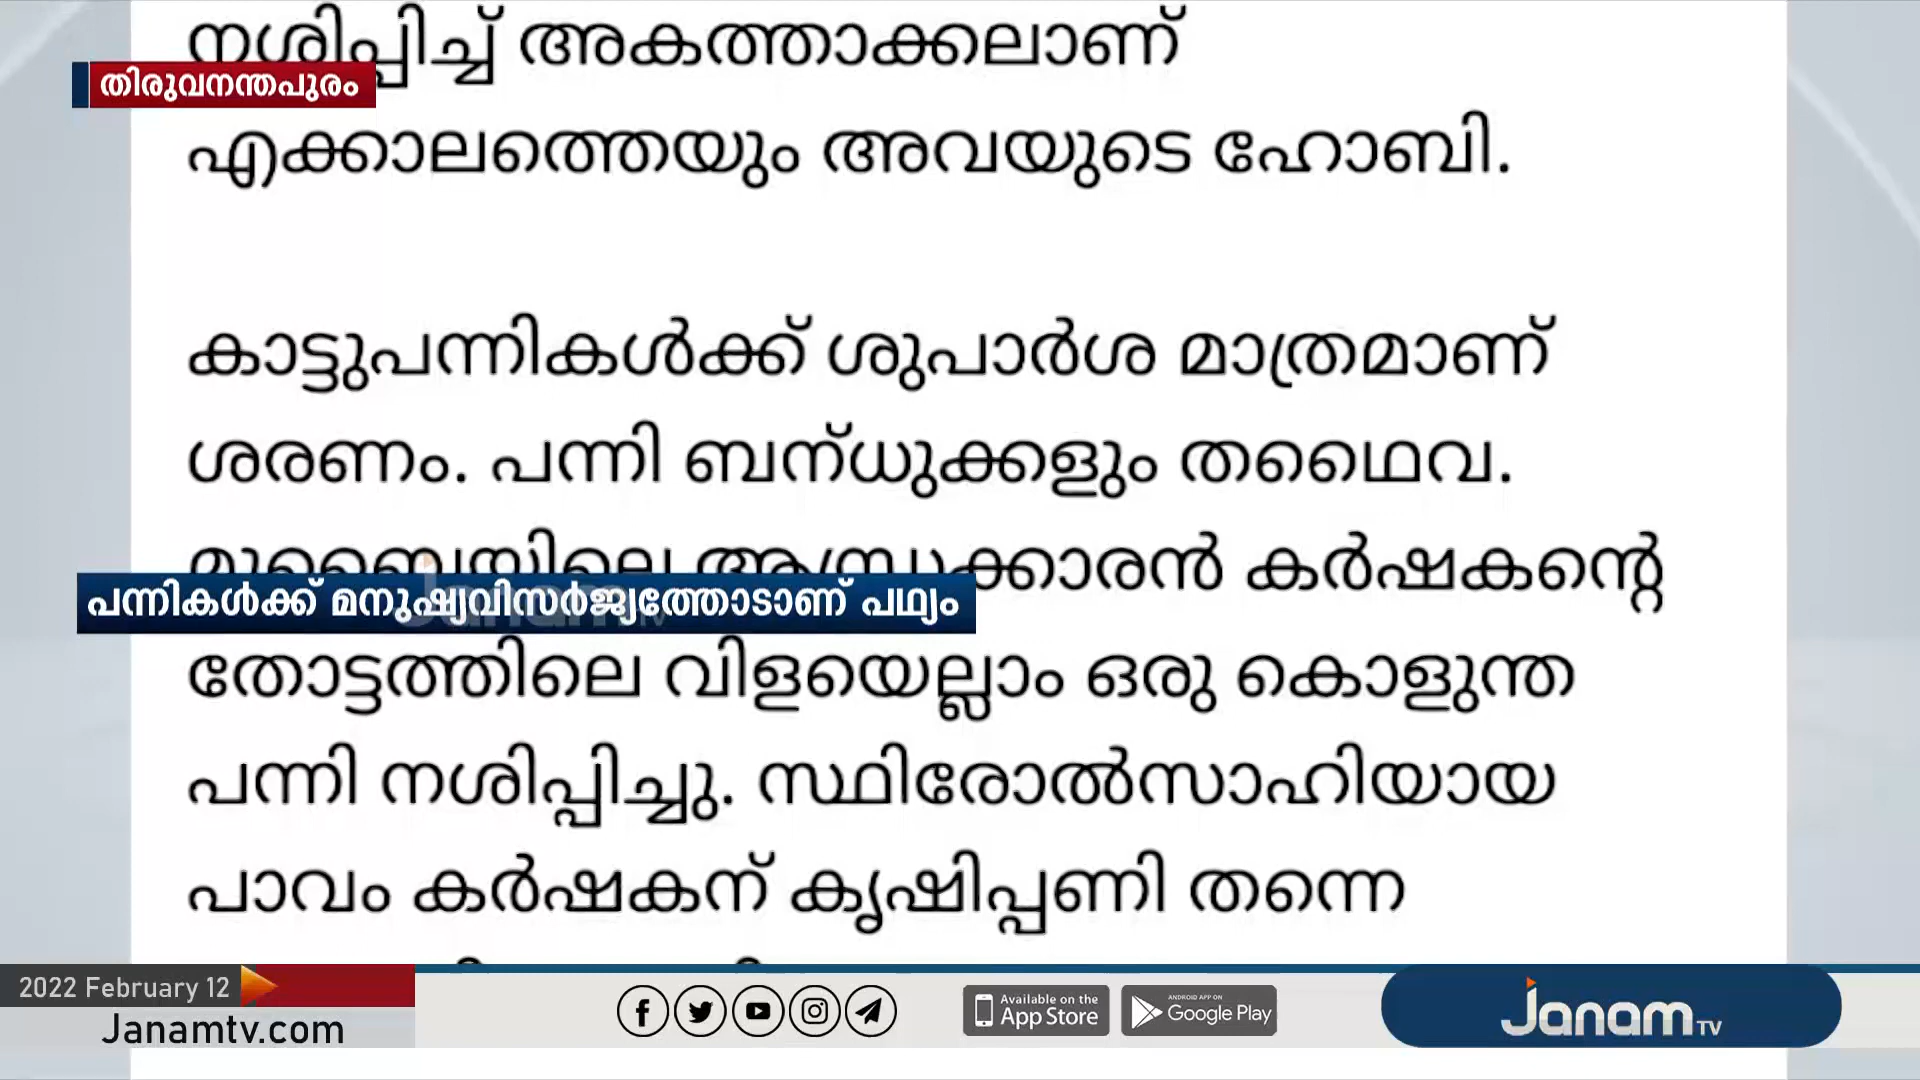 നശിപ്പിച്ച് അകത്താക്കലാണ്
തിരുവനന്തപുരം
എക്കാലത്തെയും അവയുടെ ഹോബി.
കാട്ടുപന്നികൾക്ക് ശുപാർശ മാത്രമാണ്
ശരണം. പന്നി ബന്ധുക്കളും തഥൈവ.
കർഷകന്റെ
പന്നികൾക്ക് മനുഷ്യവിസർജ്യത്തോടാണ് പഥ്യം
തോട്ടത്തിലെ വിളയെല്ലാം ഒരു കൊളുന്ത
പന്നി നശിപ്പിച്ചു. സ്ഥിരോൽസാഹിയായ
പാവം കർഷകന് കൃഷിപ്പണി തന്നെ
2022 February 12
Janamtv.com
Available on the App Store
ANDROID APP ON Google Play
Janam TV